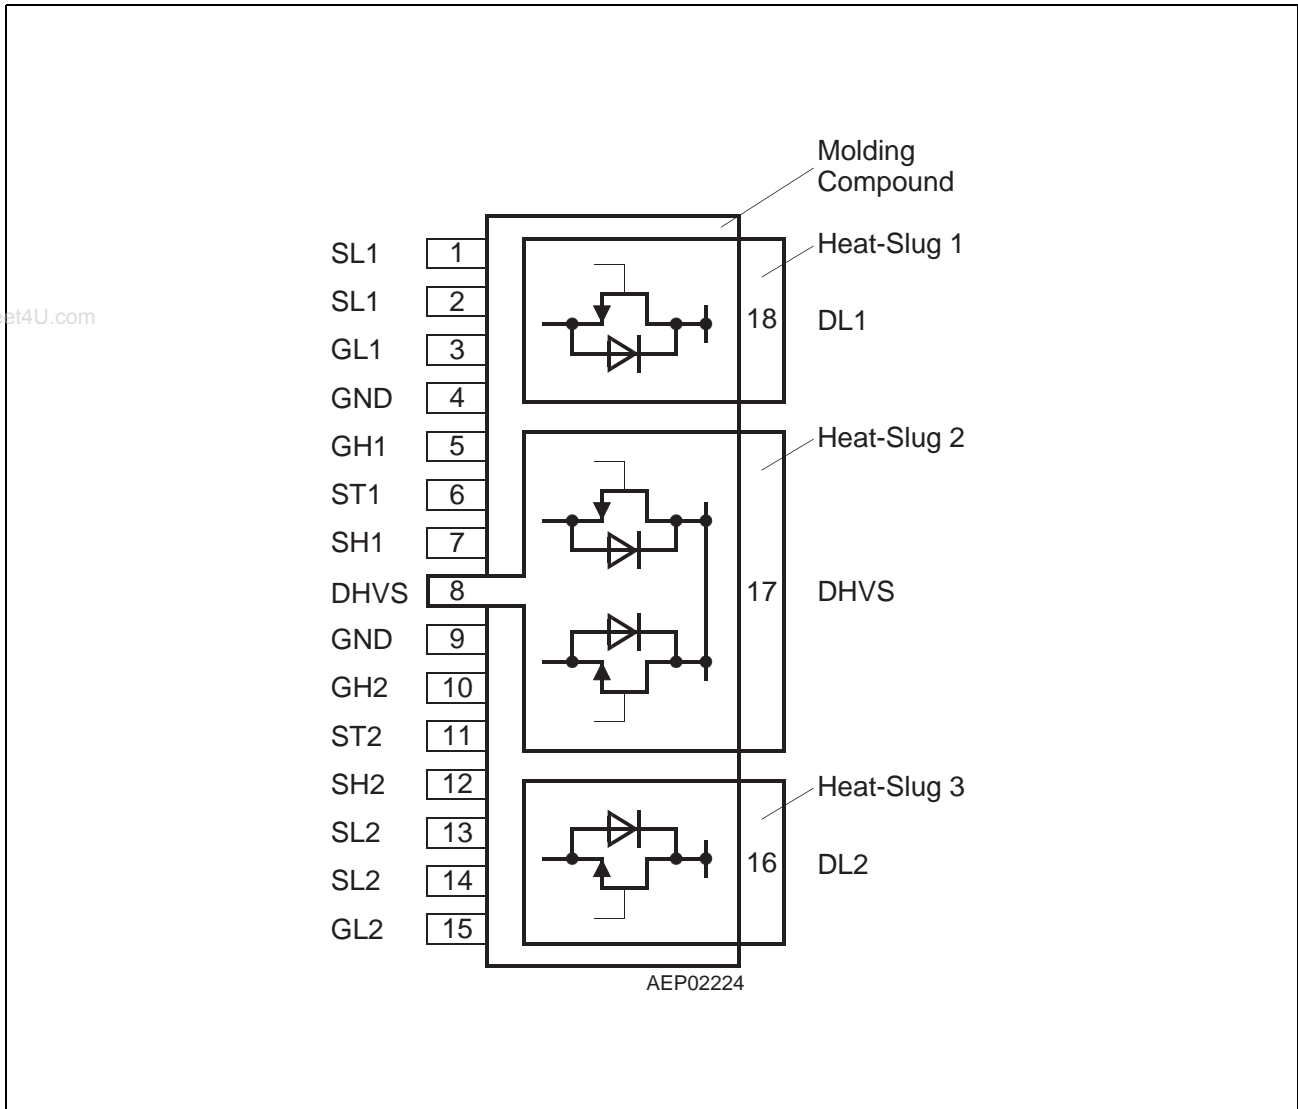 Molding
Compound
SL1 1
Heat-Slug 1
SL1 2
et4U.com
18 DL1
GL1 3
GND 4
GH1 5
Heat-Slug 2
ST1 6
SH1 7
DHVS 8
17 DHVS
GND 9
GH2 10
ST2 11
SH2 12
Heat-Slug 3
SL2 13
16 DL2
SL2 14
GL2 15
AEP02224